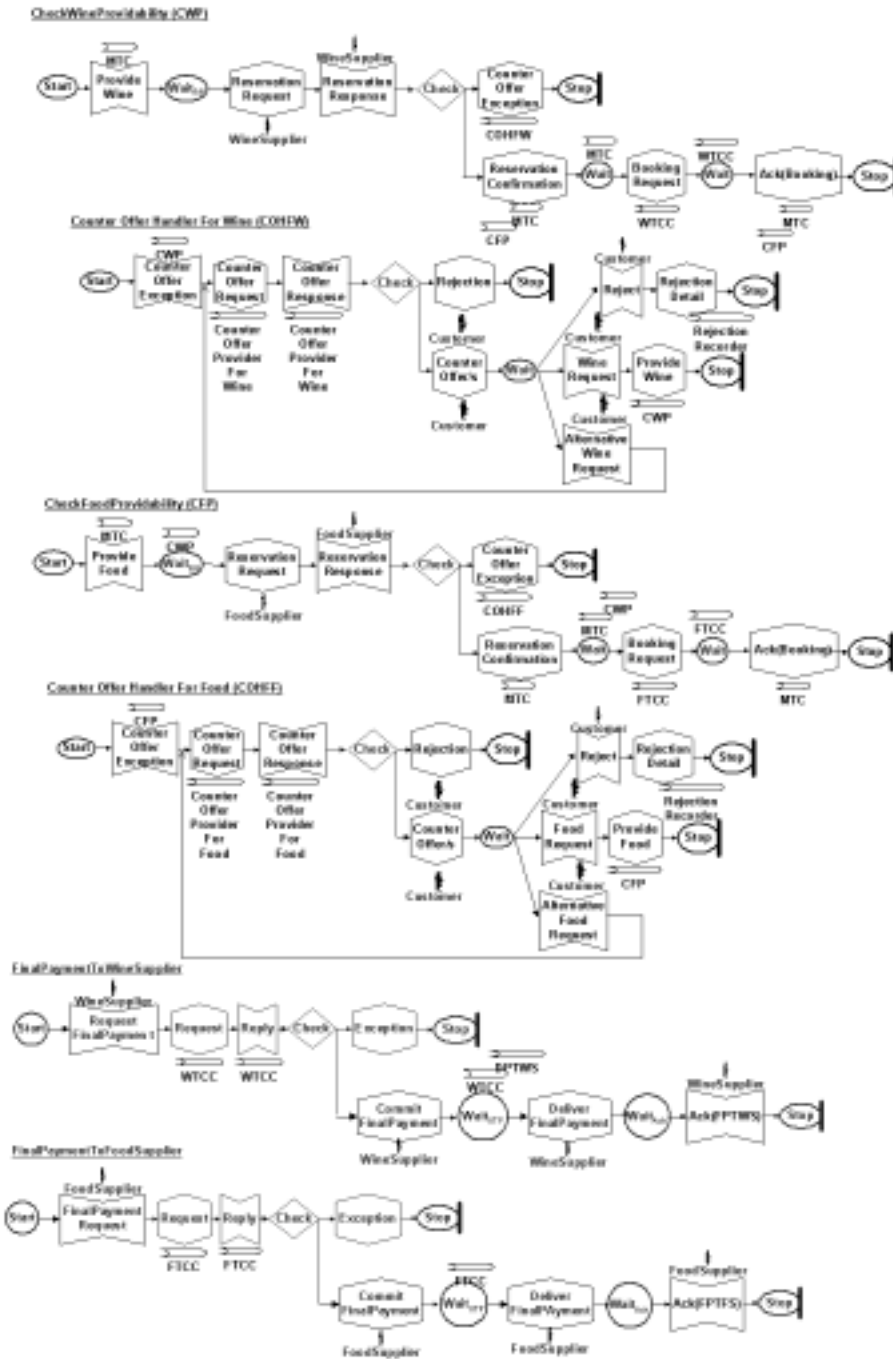 CheckWineProvidability (CWP)
MTC
WineSupplier
Start
Provide
Wine
Wait
Reservation
Request
Reservation
Response
Check
Counter
Offer
Exception
Stop
WineSupplier
COHFW
Reservation
Confirmation
MTC
Wait
Booking
Request
WTCC
Wait
Ack(Booking)
Stop
MTC
CFP
WTCC
MTC
CFP
Counter Offer Handler For Wine (COHFW)
CWP
Start
Counter
Offer
Exception
Counter
Offer
Request
Counter
Offer
Response
Check
Rejection
Stop
Customer
Reject
Rejection
Detail
Stop
Counter
Offer
Provider
For
Wine
Counter
Offer
Provider
For
Wine
Customer
Counter
Offer/s
Wait
Customer
Wine
Request
Provide
Wine
Rejection
Recorder
Stop
Customer
Customer
CWP
Alternative
Wine
Request
CheckFoodProvidability (CFP)
MTC
CWP
FoodSupplier
Start
Provide
Food
Wait
Reservation
Request
Reservation
Response
Check
Counter
Offer
Exception
Stop
FoodSupplier
COHFF
Reservation
Confirmation
MTC
Wait
CWP
Booking
Request
FTCC
Wait
Ack(Booking)
Stop
MTC
FTCC
MTC
Counter Offer Handler For Food (COHFF)
CFP
Start
Counter
Offer
Exception
Counter
Offer
Request
Counter
Offer
Response
Check
Rejection
Stop
Customer
Reject
Rejection
Detail
Stop
Counter
Offer
Provider
For
Food
Counter
Offer
Provider
For
Food
Customer
Counter
Offer/s
Wait
Customer
Food
Request
Provide
Food
Rejection
Recorder
Stop
Customer
Customer
CFP
Alternative
Food
Request
FinalPaymentToWineSupplier
WineSupplier
Start
Request
FinalPayment
Request
Reply
Check
Exception
Stop
WTCC
WTCC
DPTWS
WTCC
WineSupplier
Commit
FinalPayment
Wait
Deliver
FinalPayment
Wait
Ack(FPTWS)
Stop
WineSupplier
WineSupplier
FinalPaymentToFoodSupplier
FoodSupplier
Start
FinalPayment
Request
Request
Reply
Check
Exception
Stop
FTCC
FTCC
FTCC
FoodSupplier
Commit
FinalPayment
Wait
Deliver
FinalPAyment
Wait
Ack(FPTFS)
Stop
FoodSupplier
FoodSupplier